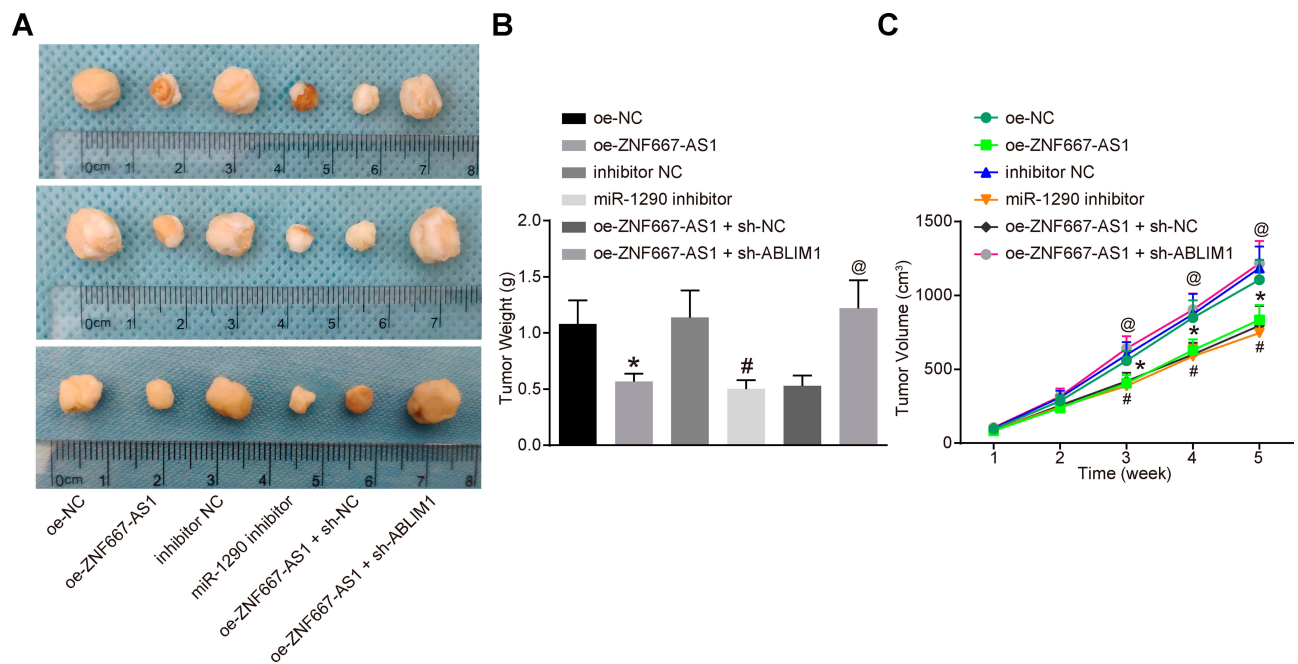 A
B
C
0cm 1 2 3 4 5 6 7 8
0cm 1 2 3 4 5 6 7
0cm 1 2 3 4 5 6 7 8
oe-NC
oe-ZNF667-AS1
inhibitor NC
miR-1290 inhibitor
oe-ZNF667-AS1 + sh-NC
oe-ZNF667-AS1 + sh-ABLIM1
oe-NC
oe-ZNF667-AS1
inhibitor NC
miR-1290 inhibitor
oe-ZNF667-AS1 + sh-NC
oe-ZNF667-AS1 + sh-ABLIM1
Tumor Weight (g)
2.0
1.5
1.0
0.5
0.0
*
#
@
oe-NC
oe-ZNF667-AS1
inhibitor NC
miR-1290 inhibitor
oe-ZNF667-AS1 + sh-NC
oe-ZNF667-AS1 + sh-ABLIM1
Tumor Volume (cm³)
1500
1000
500
0
@ @ @
* * *
# # #
1 2 3 4 5
Time (week)